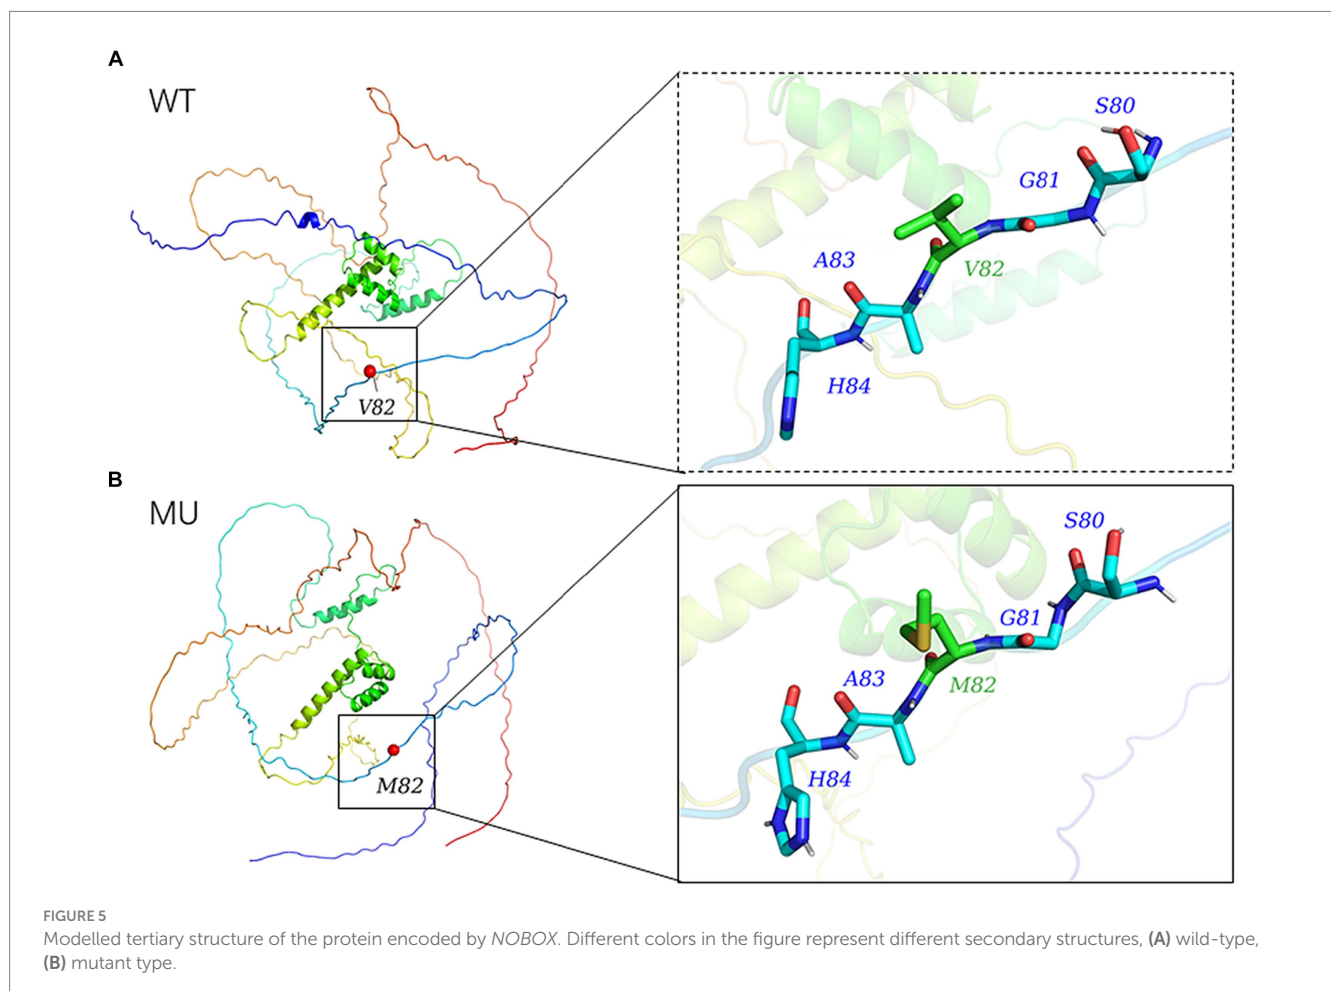 A
WT
V82
S80
G81
V82
A83
H84
B
MU
M82
S80
G81
M82
A83
H84
FIGURE 5
Modelled tertiary structure of the protein encoded by NOBOX. Different colors in the figure represent different secondary structures, (A) wild-type,
(B) mutant type.